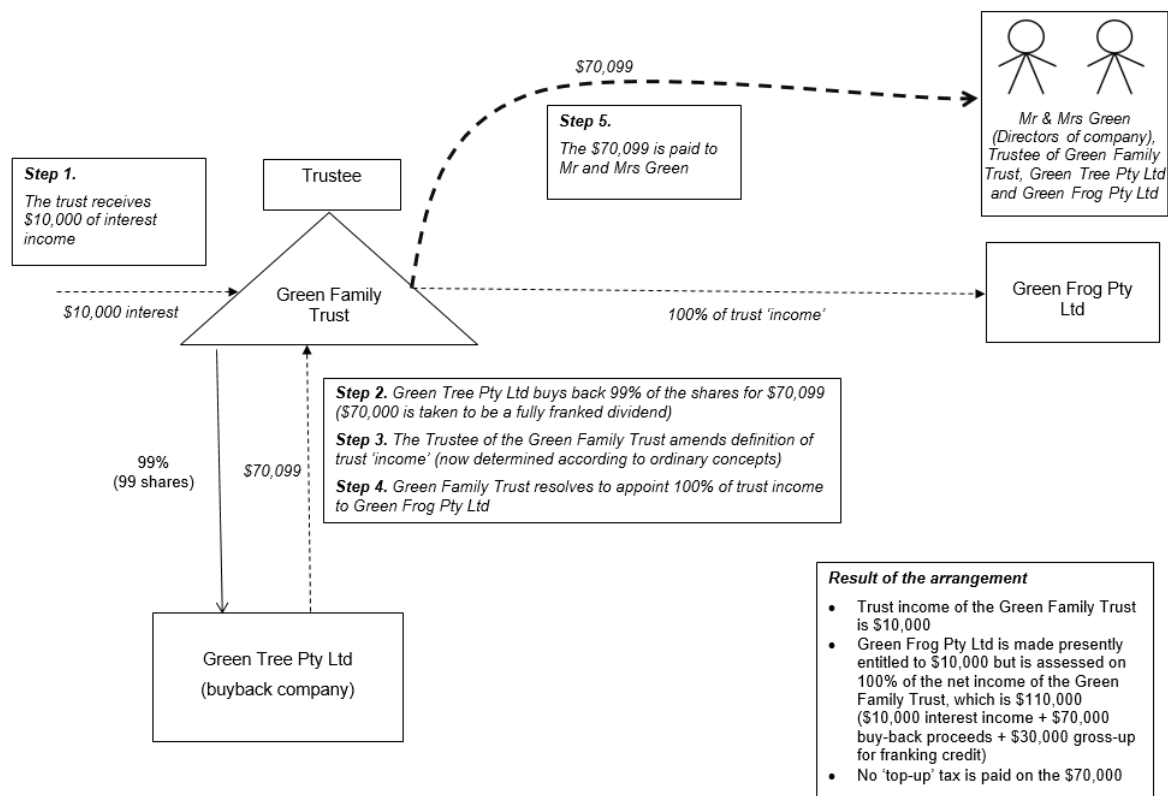 $70,099
Mr & Mrs Green
(Directors of company),
Trustee of Green Family
Trust, Green Tree Pty Ltd
and Green Frog Pty Ltd
Step 5.
The $70,099 is paid to
Mr and Mrs Green
Step 1.
The trust receives
$10,000 of interest
income
Trustee
Green Family
Trust
$10,000 interest
100% of trust ‘income’
Green Frog Pty
Ltd
Step 2. Green Tree Pty Ltd buys back 99% of the shares for $70,099
($70,000 is taken to be a fully franked dividend)
Step 3. The Trustee of the Green Family Trust amends definition of
trust ‘income’ (now determined according to ordinary concepts)
Step 4. Green Family Trust resolves to appoint 100% of trust income
to Green Frog Pty Ltd
99%
(99 shares)
$70,099
Green Tree Pty Ltd
(buyback company)
Result of the arrangement
• Trust income of the Green Family Trust
is $10,000
• Green Frog Pty Ltd is made presently
entitled to $10,000 but is assessed on
100% of the net income of the Green
Family Trust, which is $110,000
($10,000 interest income + $70,000
buy-back proceeds + $30,000 gross-up
for franking credit)
• No ‘top-up’ tax is paid on the $70,000